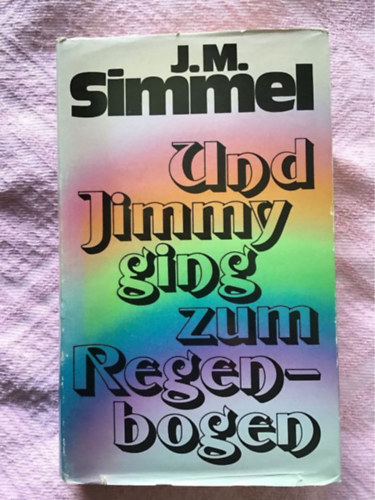 J.M.
Simmel
Und
Jimmy
ging
zum
Regen-
bogen